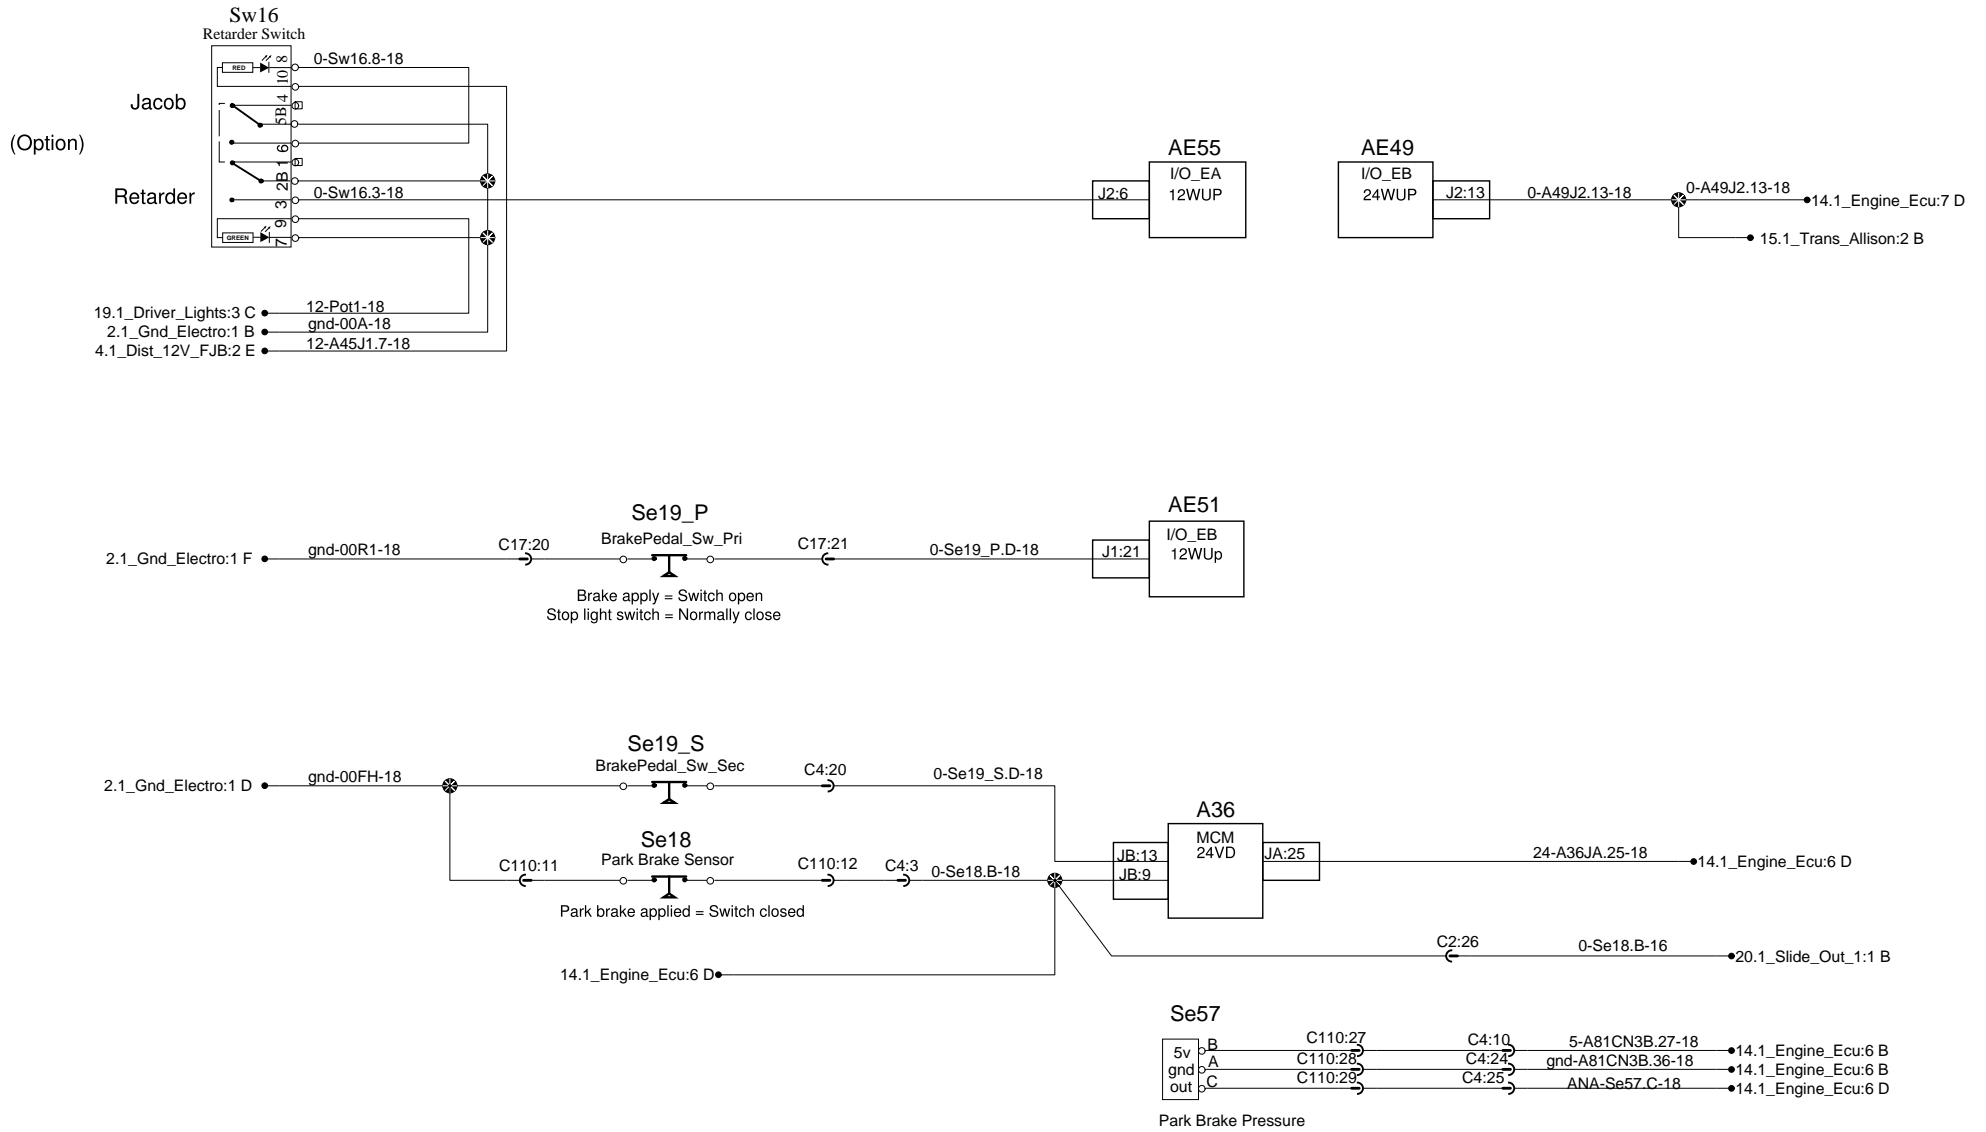 Sw16
Retarder Switch
RED
8
0-Sw16.8-18
10
Jacob
4
5B
(Option)
6
1
2B
Retarder
3
0-Sw16.3-18
9
GREEN
7
19.1_Driver_Lights:3 C
12-Pot1-18
2.1_Gnd_Electro:1 B
gnd-00A-18
4.1_Dist_12V_FJB:2 E
12-A45J1.7-18
AE55
I/O_EA
12WUP
J2:6
AE49
I/O_EB
24WUP
J2:13
0-A49J2.13-18
0-A49J2.13-18
14.1_Engine_Ecu:7 D
15.1_Trans_Allison:2 B
2.1_Gnd_Electro:1 F
gnd-00R1-18
C17:20
Se19_P
BrakePedal_Sw_Pri
C17:21
0-Se19_P.D-18
J1:21
AE51
I/O_EB
12WUp
Brake apply = Switch open
Stop light switch = Normally close
2.1_Gnd_Electro:1 D
gnd-00FH-18
Se19_S
BrakePedal_Sw_Sec
C4:20
0-Se19_S.D-18
C110:11
Se18
Park Brake Sensor
C110:12
C4:3
0-Se18.B-18
Park brake applied = Switch closed
A36
MCM
24VD
JB:13
JB:9
JA:25
24-A36JA.25-18
14.1_Engine_Ecu:6 D
C2:26
0-Se18.B-16
20.1_Slide_Out_1:1 B
14.1_Engine_Ecu:6 D
Se57
5v
B
C110:27
C4:10
5-A81CN3B.27-18
14.1_Engine_Ecu:6 B
gnd
A
C110:28
C4:24
gnd-A81CN3B.36-18
14.1_Engine_Ecu:6 B
out
C
C110:29
C4:25
ANA-Se57.C-18
14.1_Engine_Ecu:6 D
Park Brake Pressure